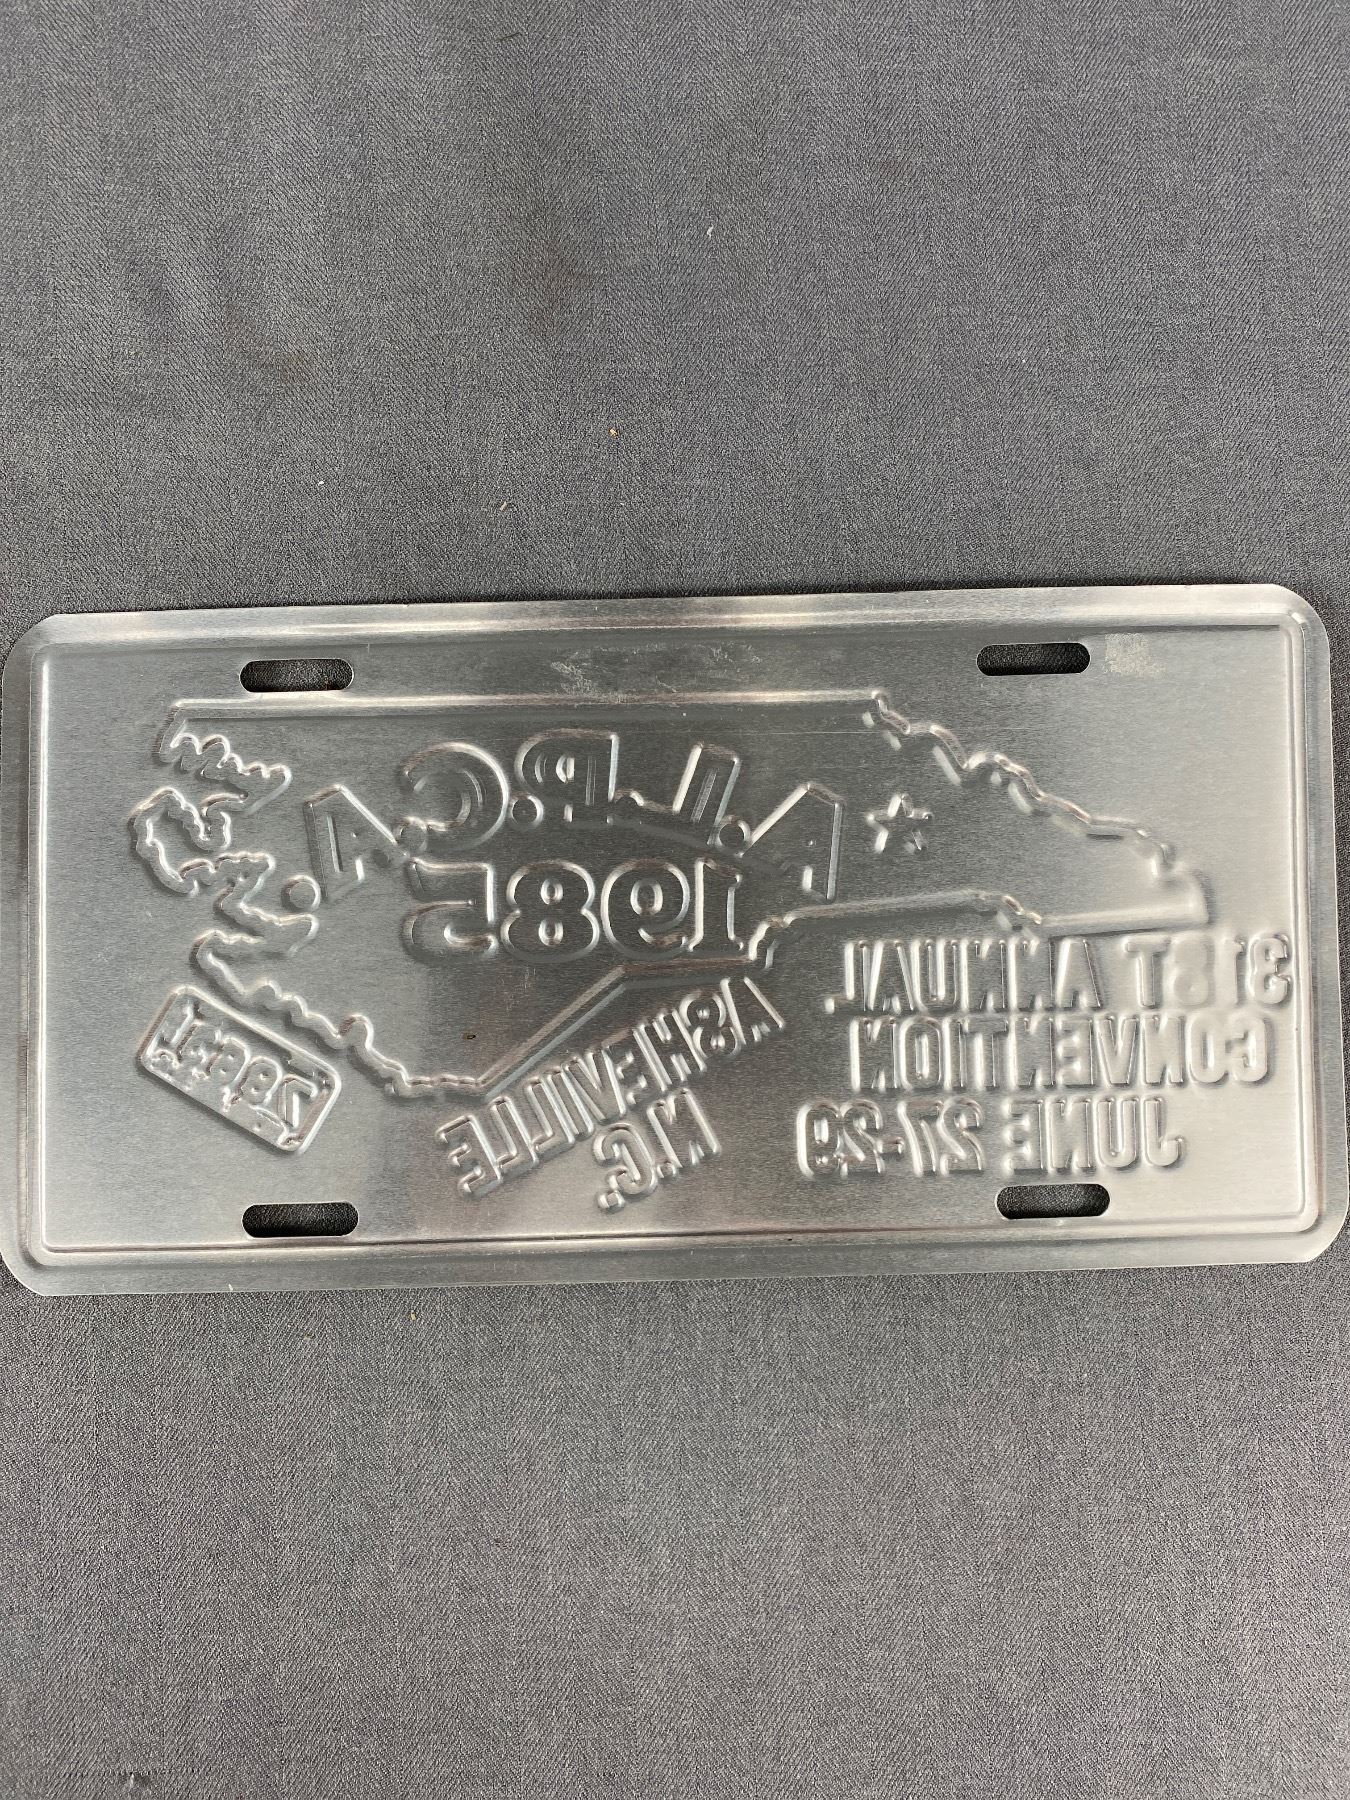 A.L.P.C.A.
1985
31ST ANNUAL
CONVENTION
JUNE 27-29
ASHEVILLE
N.C.